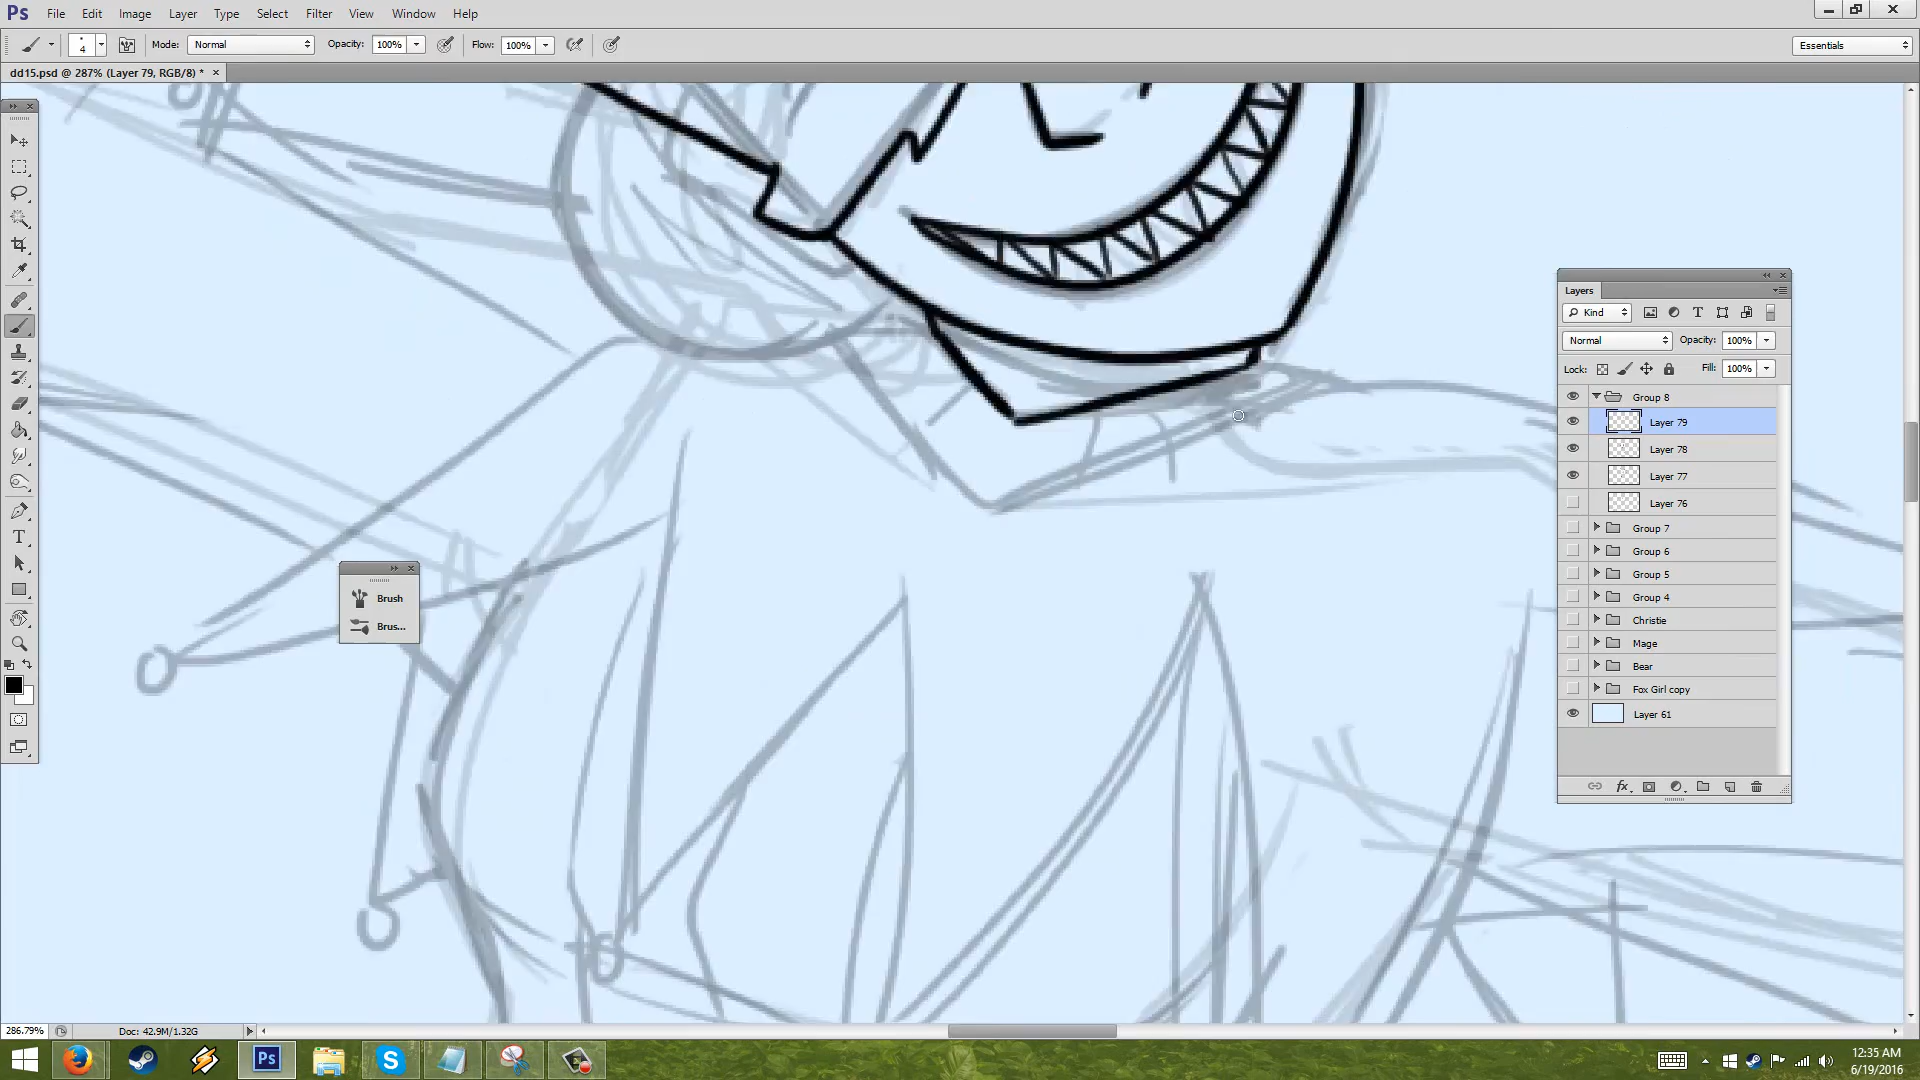 Ps File Edit Image Layer Type Select Filter View Window Help
4 Mode: Normal Opacity: 100% Flow: 100% Essentials
dd15.psd @ 287% (Layer 79, RGB/8) *
Layers
Kind
Normal Opacity: 100%
Lock: Fill: 100%
Group 8
Layer 79
Layer 78
Layer 77
Layer 76
Group 7
Group 6
Group 5
Group 4
Christie
Mage
Bear
Fox Girl copy
Layer 61
fx
Brush
Brus...
286.79% Doc: 42.9M/1.32G
Ps
12:35 AM
6/19/2016